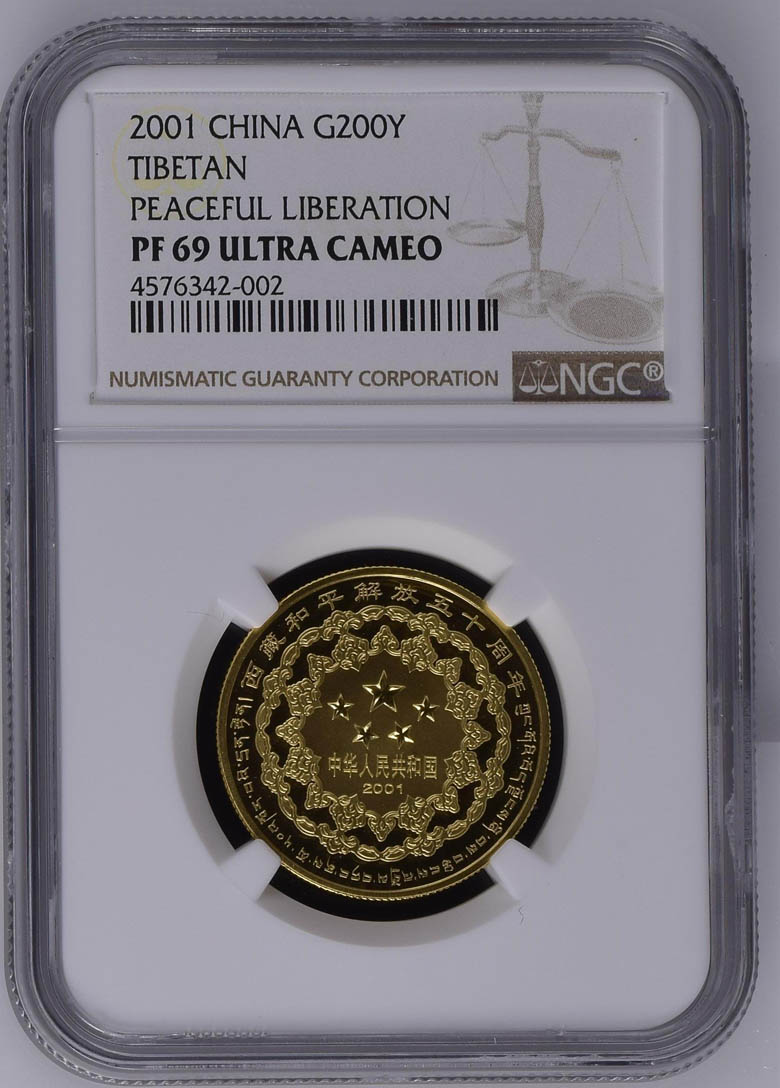 2001 CHINA G200Y
TIBETAN
PEACEFUL LIBERATION
PF 69 ULTRA CAMEO
4576342-002
NUMISMATIC GUARANTY CORPORATION
NGC®
西藏和平解放五十周年
中华人民共和国
2001